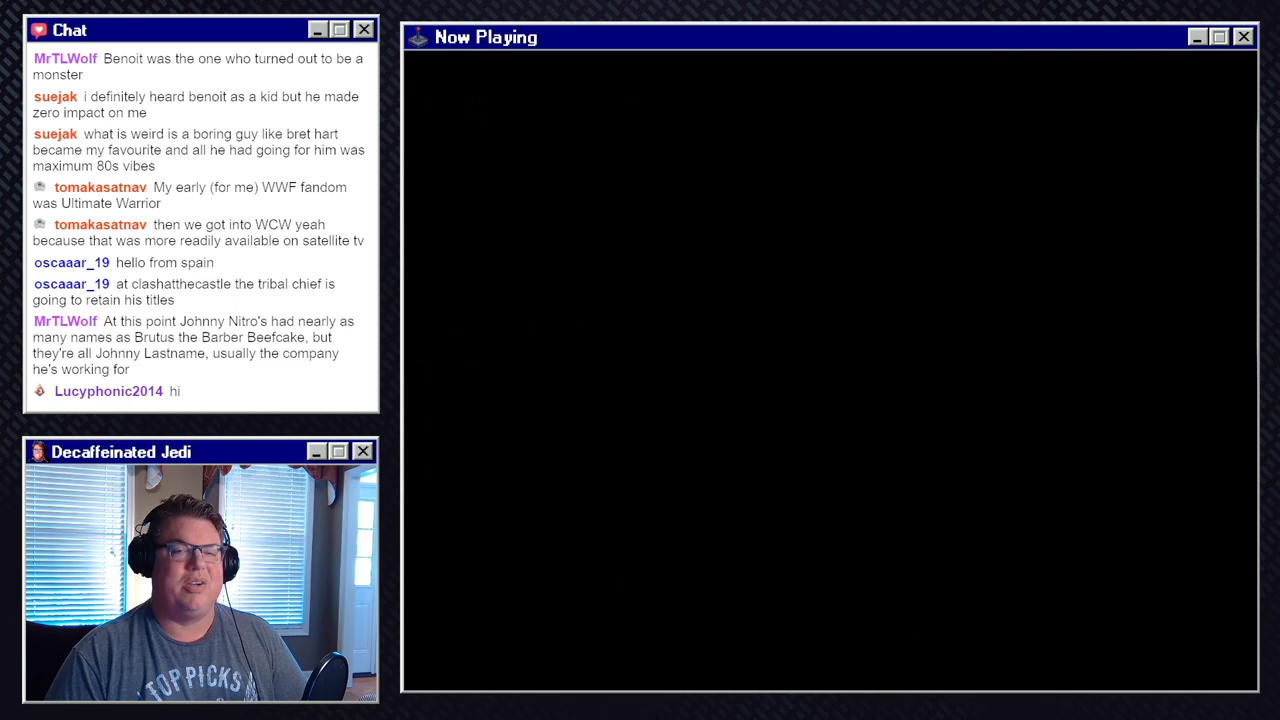 Chat
MrTLWolf Benoit was the one who turned out to be a
monster
suejak i definitely heard benoit as a kid but he made
zero impact on me
suejak what is weird is a boring guy like bret hart
became my favourite and all he had going for him was
maximum 80s vibes
tomakasatnav My early (for me) WWF fandom
was Ultimate Warrior
tomakasatnav then we got into WCW yeah
because that was more readily available on satellite tv
oscaaar_19 hello from spain
oscaaar_19 at clashatthecastle the tribal chief is
going to retain his titles
MrTLWolf At this point Johnny Nitro's had nearly as
many names as Brutus the Barber Beefcake, but
they're all Johnny Lastname, usually the company
he's working for
Lucyphonic2014 hi
Decaffeinated Jedi
TOPPICKS
Now Playing